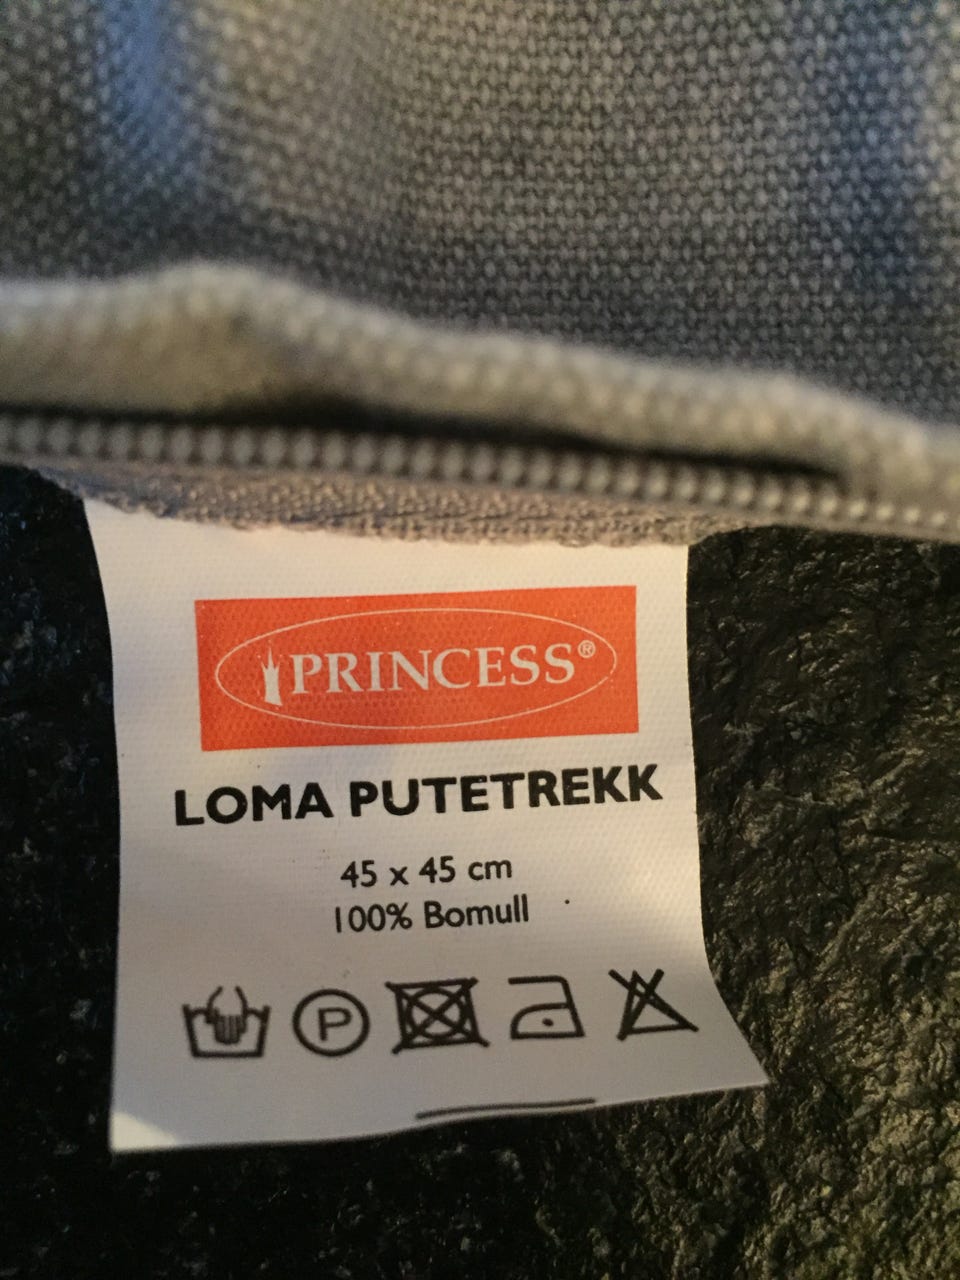 PRINCESS®
LOMA PUTETREKK
45 x 45 cm
100% Bomull
P